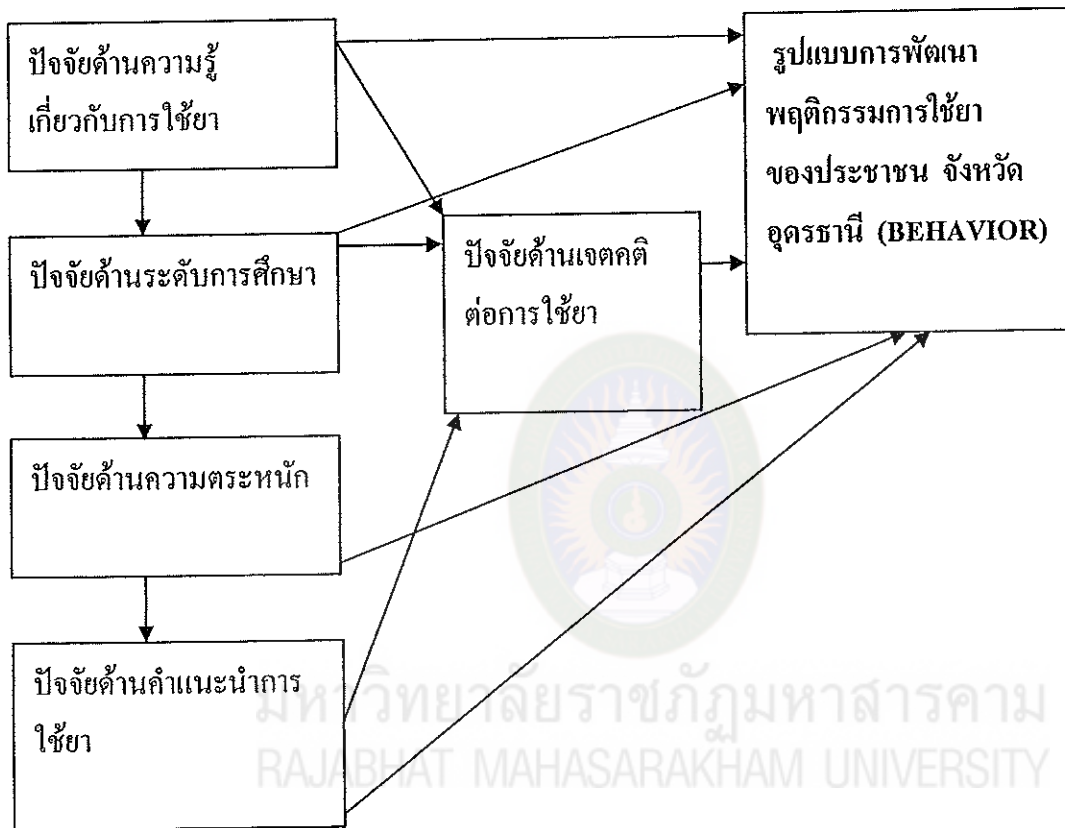 ปัจจัยด้านความรู้
เกี่ยวกับการใช้ยา
ปัจจัยด้านระดับการศึกษา
ปัจจัยด้านความตระหนัก
ปัจจัยด้านคำแนะนำการ
ใช้ยา
ปัจจัยด้านเจตคติ
ต่อการใช้ยา
รูปแบบการพัฒนา
พฤติกรรมการใช้ยา
ของประชาชน จังหวัด
อุดรธานี (BEHAVIOR)
มหาวิทยาลัยราชภัฏมหาสารคาม
RAJABHAT MAHASARAKHAM UNIVERSITY